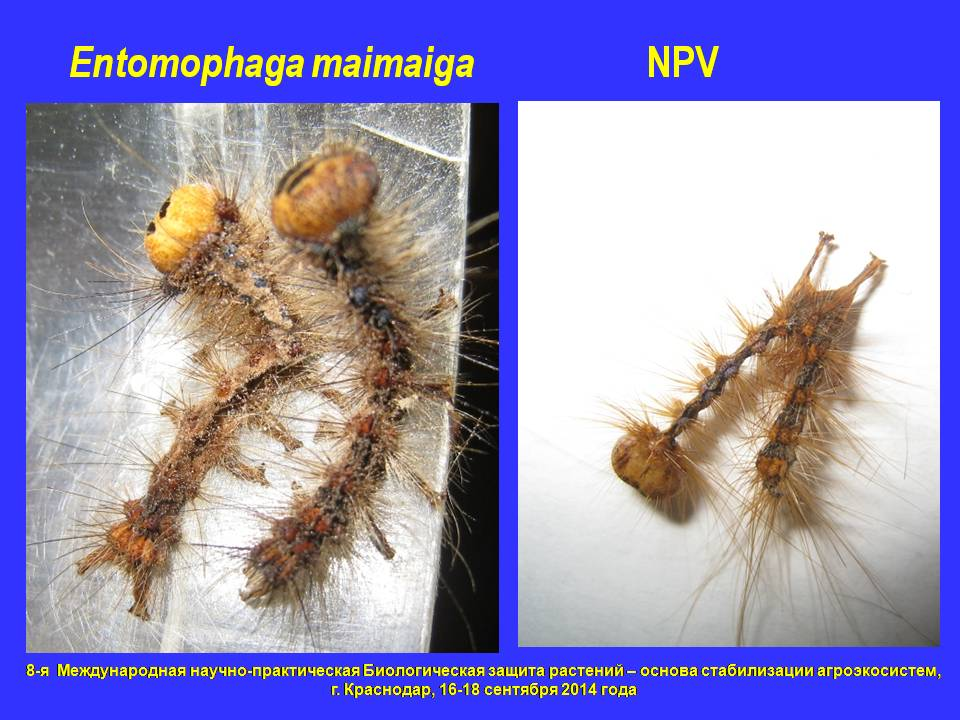 Entomophaga maimaiga NPV
8-я Международная научно-практическая Биологическая защита растений – основа стабилизации агроэкосистем,
г. Краснодар, 16-18 сентября 2014 года